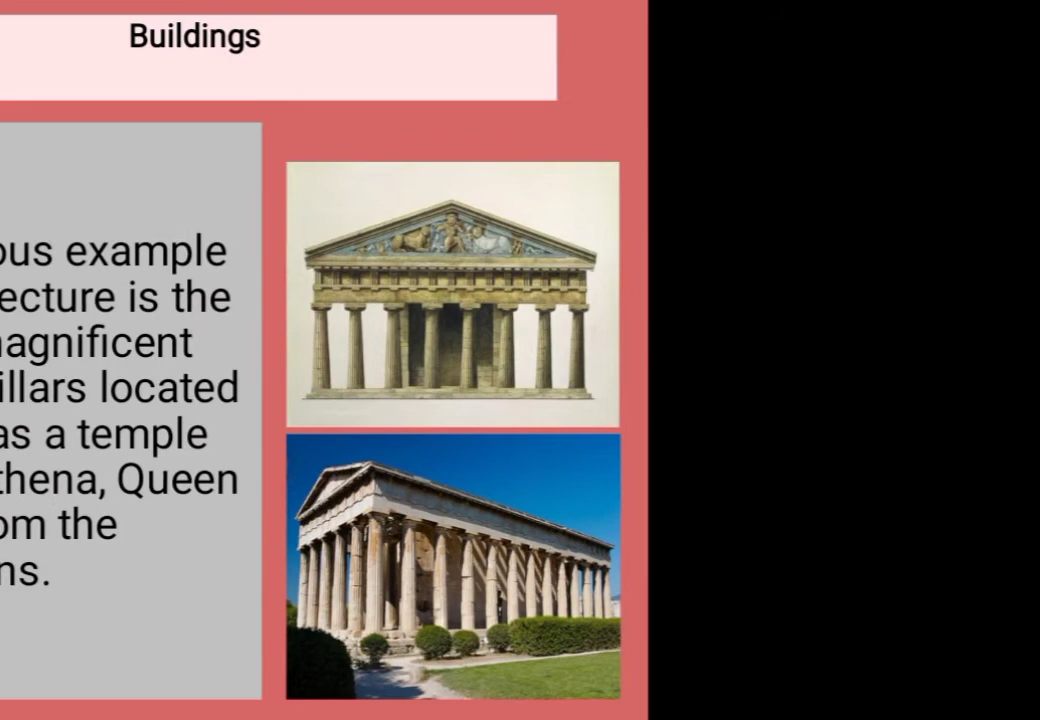 Buildings
ous example
ecture is the
nagnificent
illars located
as a temple
thena, Queen
om the
ns.